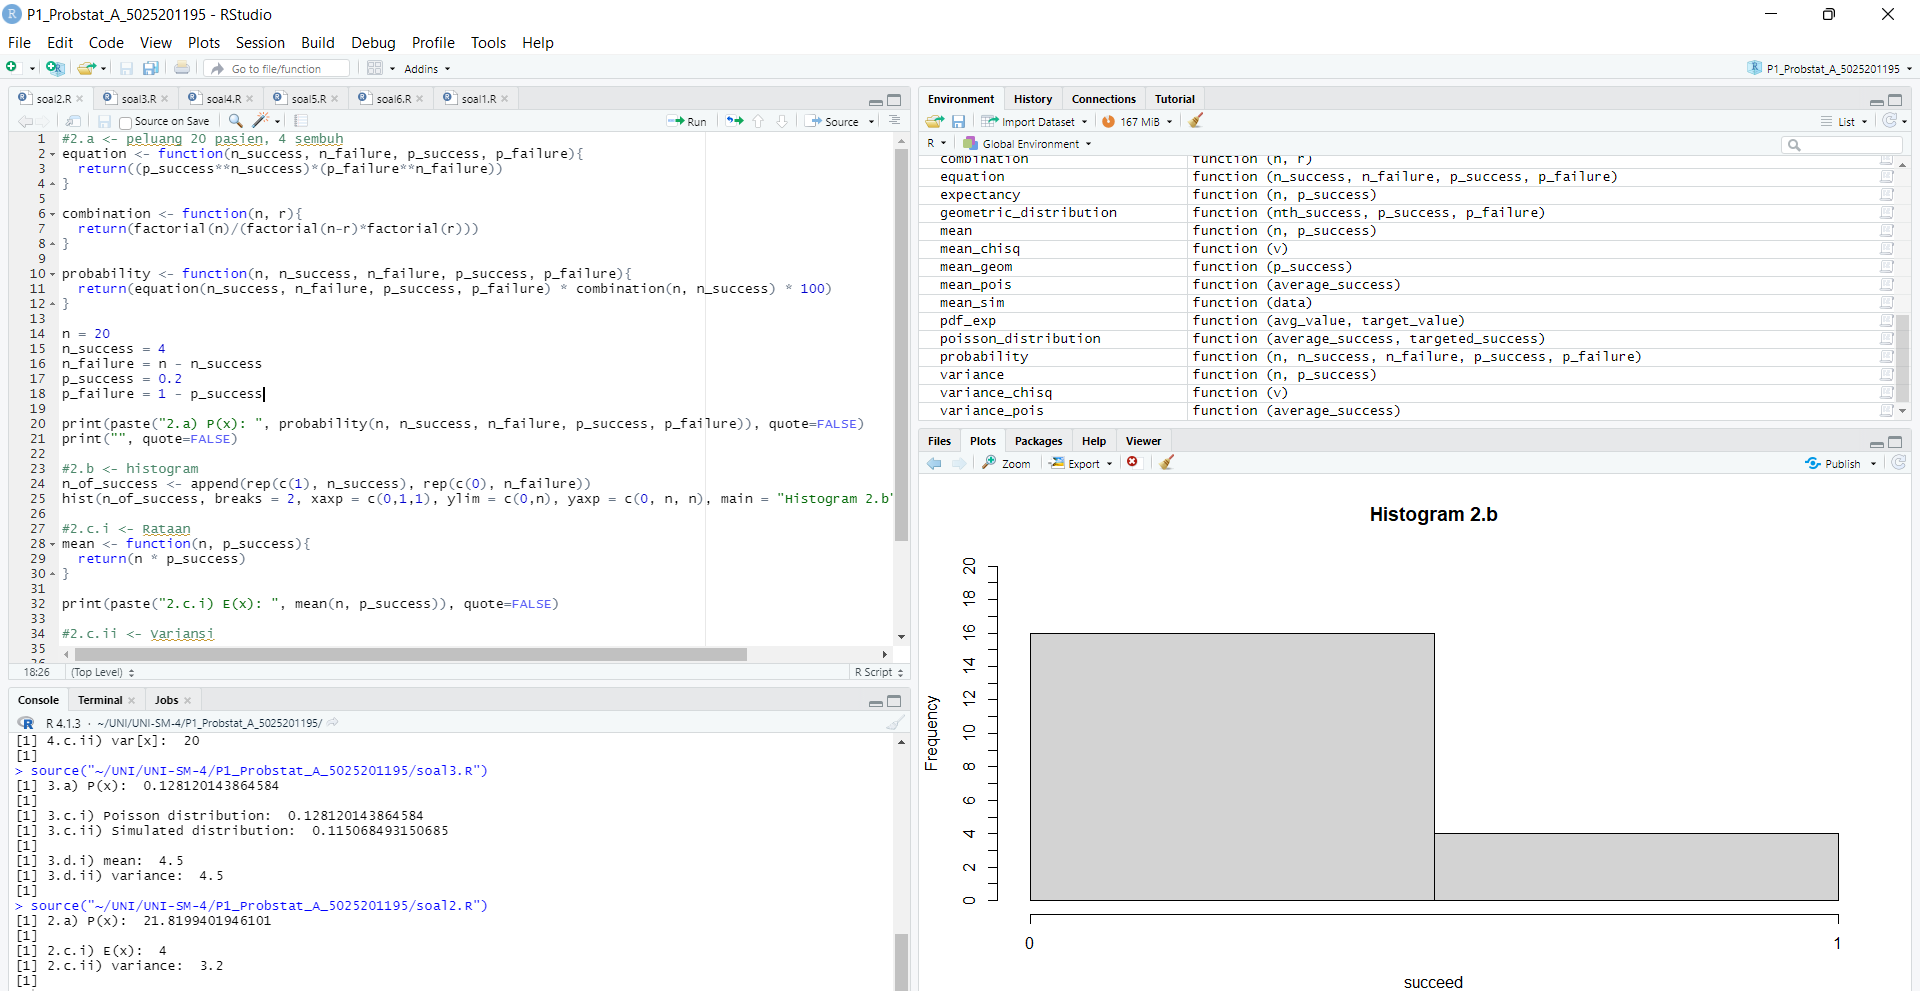 P1_Probstat_A_5025201195 - RStudio
File Edit Code View Plots Session Build Debug Profile Tools Help
Go to file/function Addins P1_Probstat_A_5025201195
soal2.R soal3.R soal4.R soal5.R soal6.R soal1.R
Source on Save Run Source
1 #2.a <- peluang 20 pasien, 4 sembuh
2 equation <- function(n_success, n_failure, p_success, p_failure){
3 return((p_success**n_success)*(p_failure**n_failure))
4 }
5
6 combination <- function(n, r){
7 return(factorial(n)/(factorial(n-r)*factorial(r)))
8 }
9
10 probability <- function(n, n_success, n_failure, p_success, p_failure){
11 return(equation(n_success, n_failure, p_success, p_failure) * combination(n, n_success) * 100)
12 }
13
14 n = 20
15 n_success = 4
16 n_failure = n - n_success
17 p_success = 0.2
18 p_failure = 1 - p_success
19
20 print(paste("2.a) P(x): ", probability(n, n_success, n_failure, p_success, p_failure)), quote=FALSE)
21 print("", quote=FALSE)
22
23 #2.b <- histogram
24 n_of_success <- append(rep(c(1), n_success), rep(c(0), n_failure))
25 hist(n_of_success, breaks = 2, xaxp = c(0,1,1), ylim = c(0,n), yaxp = c(0, n, n), main = "Histogram 2.b"
26
27 #2.c.i <- Rataan
28 mean <- function(n, p_success){
29 return(n * p_success)
30 }
31
32 print(paste("2.c.i) E(x): ", mean(n, p_success)), quote=FALSE)
33
34 #2.c.ii <- Variansi
35
36
18:26 (Top Level) R Script
Console Terminal Jobs
R 4.1.3 · ~/UNI/UNI-SM-4/P1_Probstat_A_5025201195/
[1] 4.c.ii) Var[x]: 20
[1]
> source("~/UNI/UNI-SM-4/P1_Probstat_A_5025201195/soal3.R")
[1] 3.a) P(x): 0.128120143864584
[1]
[1] 3.c.i) Poisson distribution: 0.128120143864584
[1] 3.c.ii) Simulated distribution: 0.115068493150685
[1]
[1] 3.d.i) mean: 4.5
[1] 3.d.ii) variance: 4.5
[1]
> source("~/UNI/UNI-SM-4/P1_Probstat_A_5025201195/soal2.R")
[1] 2.a) P(x): 21.8199401946101
[1]
[1] 2.c.i) E(x): 4
[1] 2.c.ii) variance: 3.2
[1]
Environment History Connections Tutorial
Import Dataset 167 MiB List
R Global Environment
combination function (n, r)
equation function (n_success, n_failure, p_success, p_failure)
expectancy function (n, p_success)
geometric_distribution function (nth_success, p_success, p_failure)
mean function (n, p_success)
mean_chisq function (v)
mean_geom function (p_success)
mean_pois function (average_success)
mean_sim function (data)
pdf_exp function (avg_value, target_value)
poisson_distribution function (average_success, targeted_success)
probability function (n, n_success, n_failure, p_success, p_failure)
variance function (n, p_success)
variance_chisq function (v)
variance_pois function (average_success)
Files Plots Packages Help Viewer
Zoom Export Publish
Histogram 2.b
Frequency
20
18
16
14
12
10
8
6
4
2
0
0 1
succeed